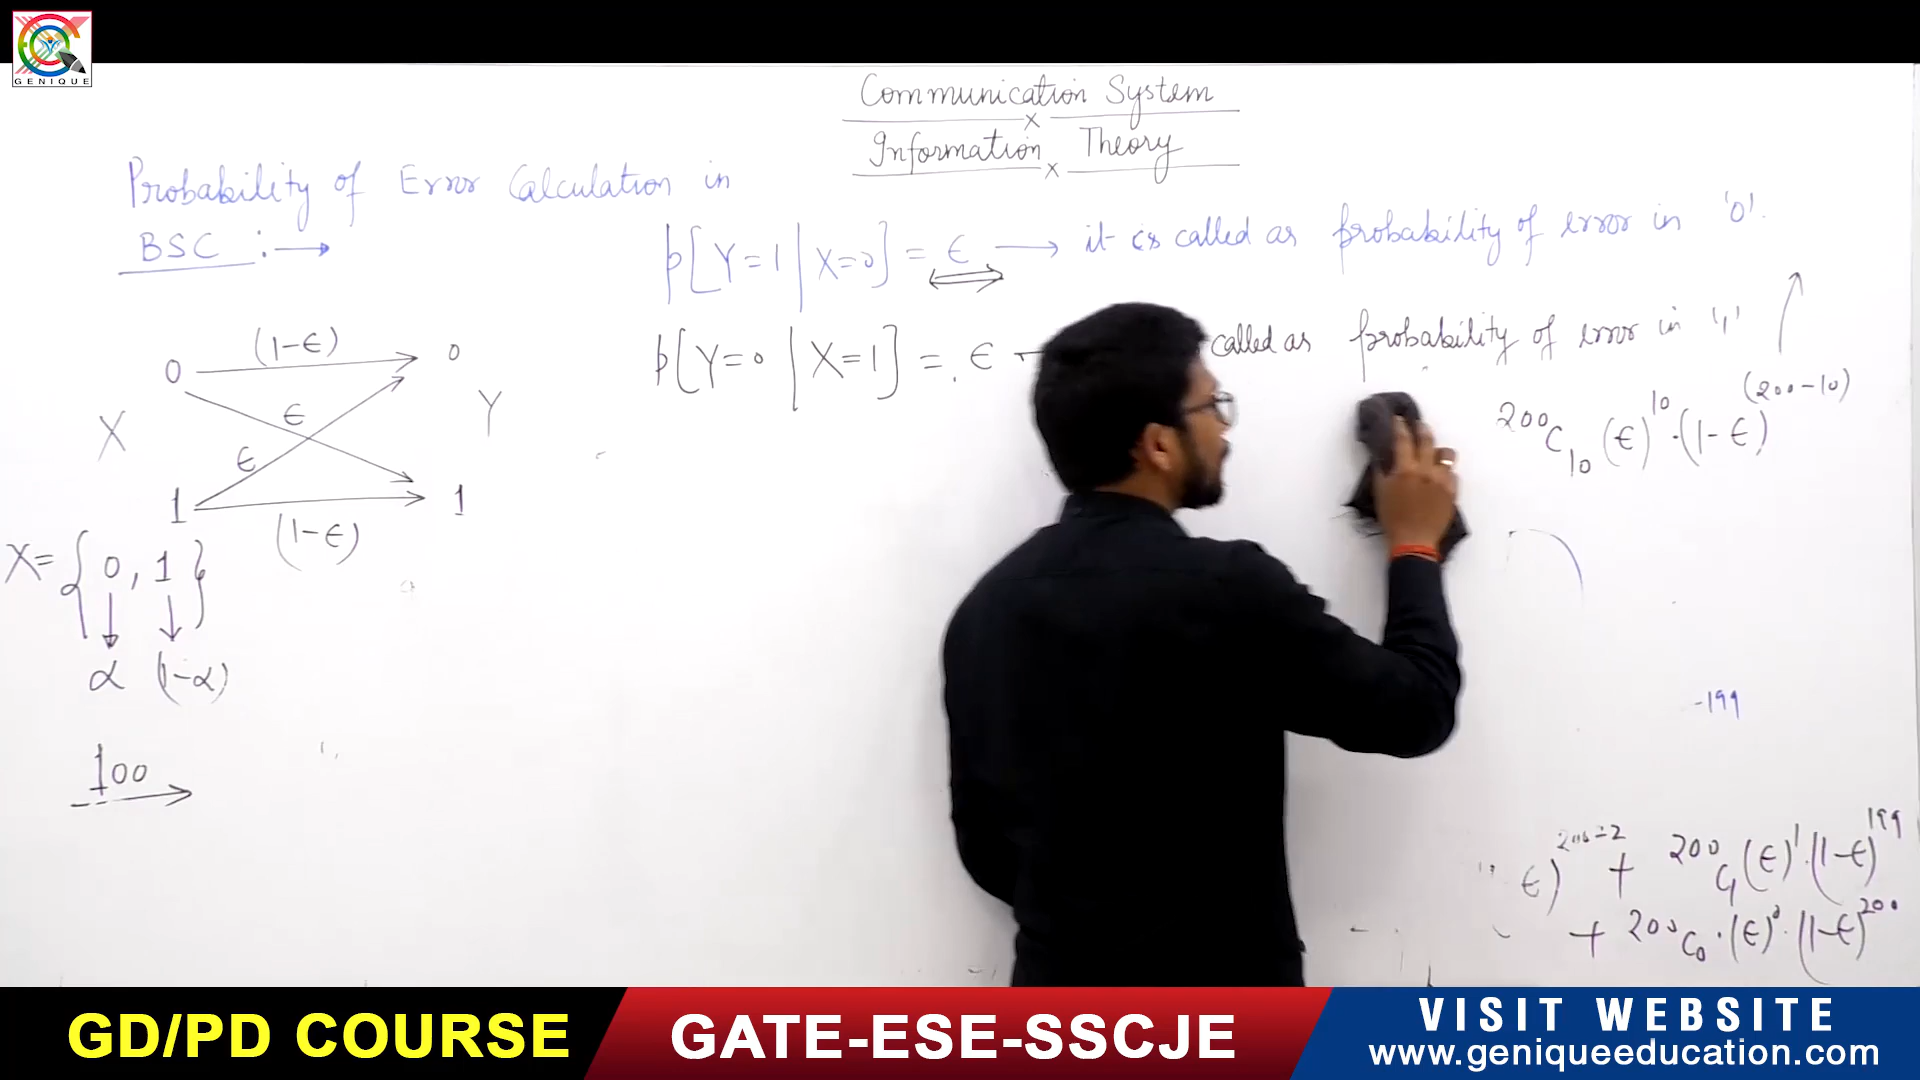 GENIQUE
Communication System
Information Theory
Probability of Error Calculation in
BSC :→
p[Y=1 | X=0] = ϵ → it is called as probability of error in '0'.
p[Y=0 | X=1] = ϵ called as probability of error in '1'
0 (1-ϵ) 0
X ϵ Y
ϵ
1 (1-ϵ) 1
X= {0, 1}
α (1-α)
100
²⁰⁰C₁₀ (ϵ)¹⁰ · (1-ϵ)⁽²⁰⁰⁻¹⁰⁾
-199
ϵ)²⁰⁰⁻² + ²⁰⁰C₁ (ϵ)¹ · (1-ϵ)¹⁹⁹
+ ²⁰⁰C₀ · (ϵ)⁰ · (1-ϵ)²⁰⁰
GD/PD COURSE
GATE-ESE-SSCJE
VISIT WEBSITE
www.geniqueeducation.com